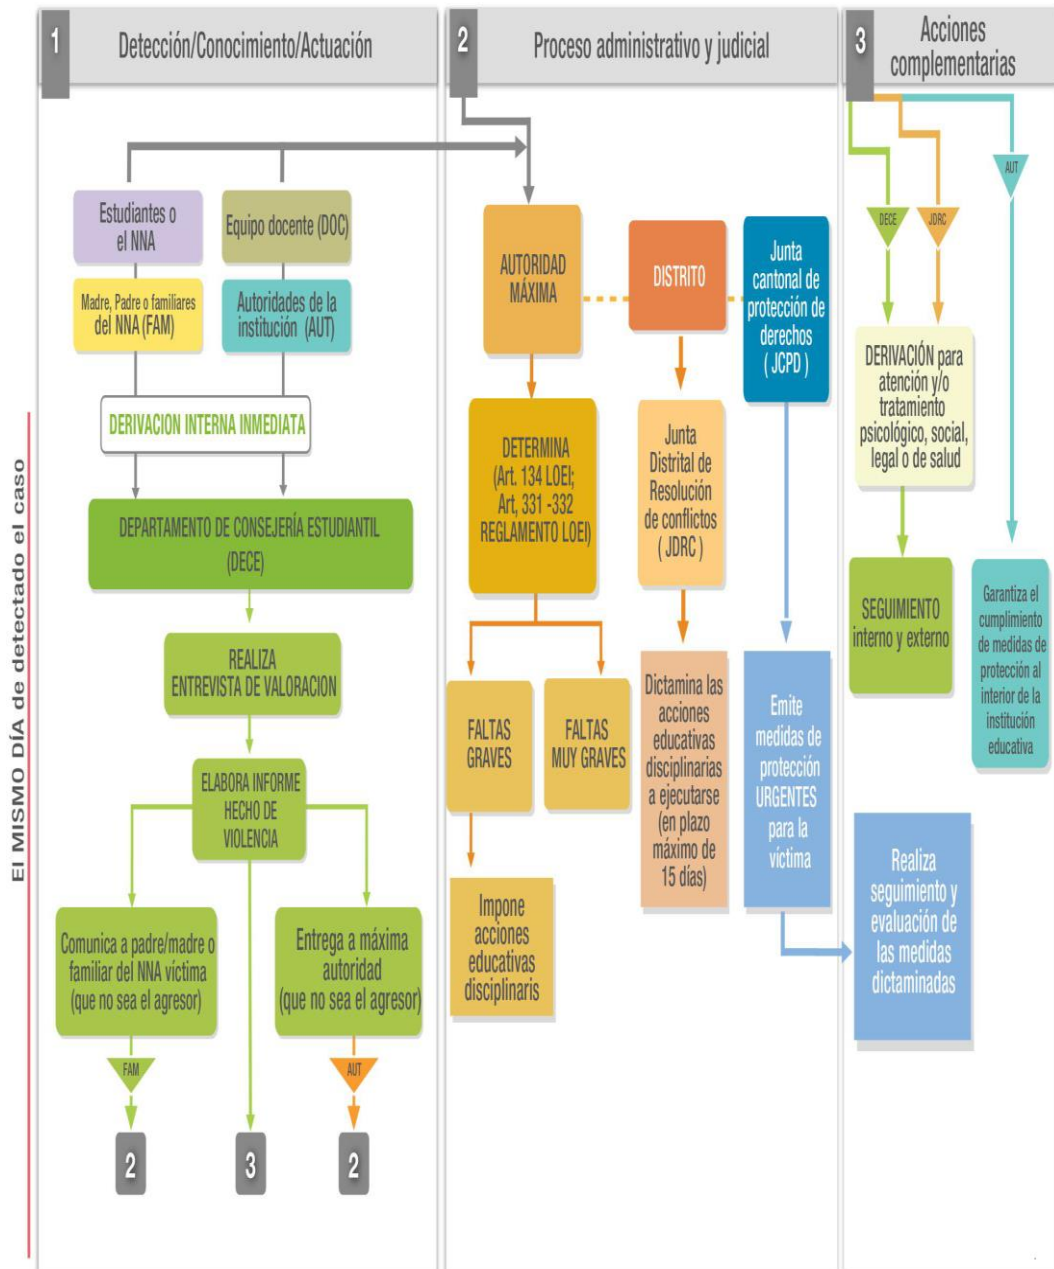 1
Detección/Conocimiento/Actuación
El MISMO DÍA de detectado el caso
Estudiantes o
el NNA
Equipo docente (DOC)
Madre, Padre o familiares
del NNA (FAM)
Autoridades de la
institución (AUT)
DERIVACION INTERNA INMEDIATA
DEPARTAMENTO DE CONSEJERÍA ESTUDIANTIL
(DECE)
REALIZA
ENTREVISTA DE VALORACION
ELABORA INFORME
HECHO DE
VIOLENCIA
Comunica a padre/madre o
familiar del NNA víctima
(que no sea el agresor)
Entrega a máxima
autoridad
(que no sea el agresor)
FAM
AUT
2
3
2
2
Proceso administrativo y judicial
AUTORIDAD
MÁXIMA
DISTRITO
Junta
cantonal de
protección de
derechos
( JCPD )
DETERMINA
(Art. 134 LOEI;
Art, 331 -332
REGLAMENTO LOEI)
Junta
Distrital de
Resolución
de conflictos
( JDRC )
FALTAS
GRAVES
FALTAS
MUY GRAVES
Dictamina las
acciones
educativas
disciplinarias
a ejecutarse
(en plazo
máximo de
15 días)
Emite
medidas de
protección
URGENTES
para la
víctima
Impone
acciones
educativas
disciplinaris
3
Acciones
complementarias
DECE
JDRC
AUT
DERIVACIÓN para
atención y/o
tratamiento
psicológico, social,
legal o de salud
SEGUIMIENTO
interno y externo
Garantiza el
cumplimiento
de medidas de
protección al
interior de la
institución
educativa
Realiza
seguimiento y
evaluación de
las medidas
dictaminadas